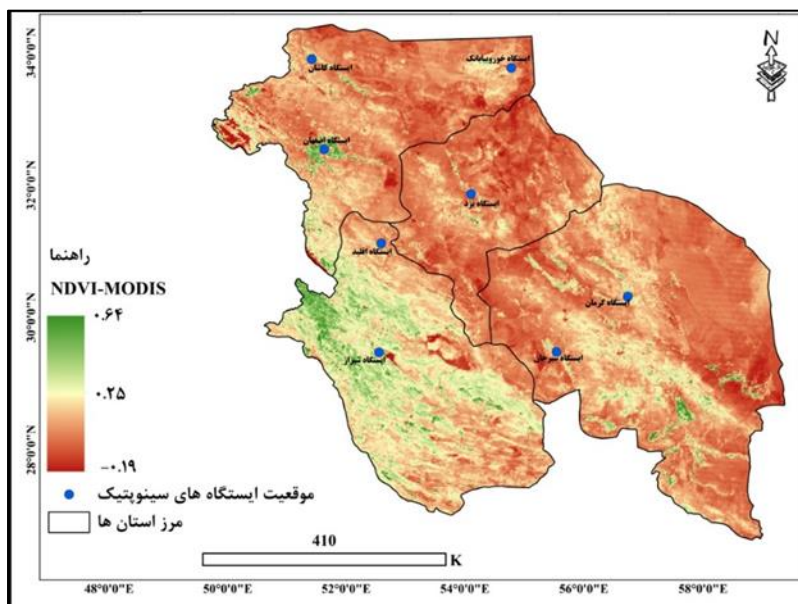 N
ایستگاه کاشان
ایستگاه خوروبیابانک
ایستگاه اصفهان
ایستگاه یزد
ایستگاه اقلید
ایستگاه کرمان
ایستگاه سیرجان
ایستگاه شیراز
34°0'0"N
32°0'0"N
30°0'0"N
28°0'0"N
راهنما
NDVI-MODIS
۰.۶۴
۰.۲۵
-۰.۱۹
موقعیت ایستگاه های سینوپتیک
مرز استان ها
410
K
48°0'0"E
50°0'0"E
52°0'0"E
54°0'0"E
56°0'0"E
58°0'0"E